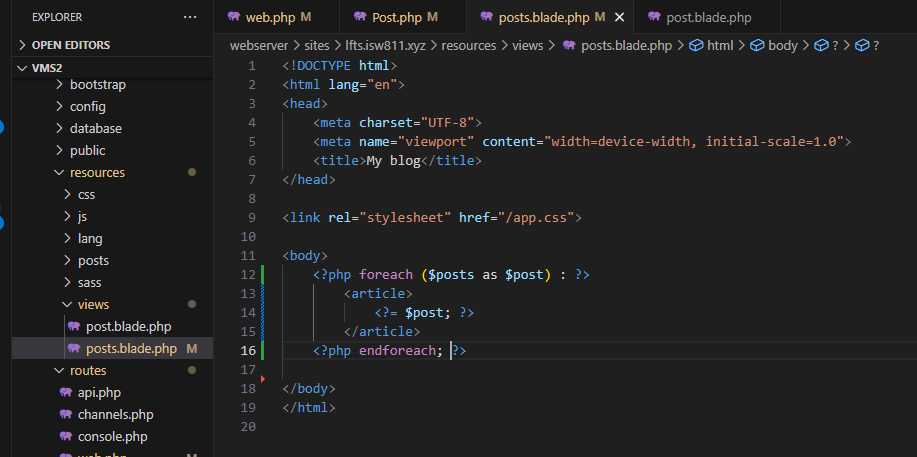 EXPLORER ...
OPEN EDITORS
VMS2
bootstrap
config
database
public
resources
css
js
lang
posts
sass
views
post.blade.php
posts.blade.php M
routes
api.php
channels.php
console.php
web.php M
web.php M Post.php M posts.blade.php M × post.blade.php
webserver > sites > lfts.isw811.xyz > resources > views > posts.blade.php > html > body > ? > ?
1 <!DOCTYPE html>
2 <html lang="en">
3 <head>
4 <meta charset="UTF-8">
5 <meta name="viewport" content="width=device-width, initial-scale=1.0">
6 <title>My blog</title>
7 </head>
8
9 <link rel="stylesheet" href="/app.css">
10
11 <body>
12 <?php foreach ($posts as $post) : ?>
13 <article>
14 <?= $post; ?>
15 </article>
16 <?php endforeach; ?>
17
18 </body>
19 </html>
20